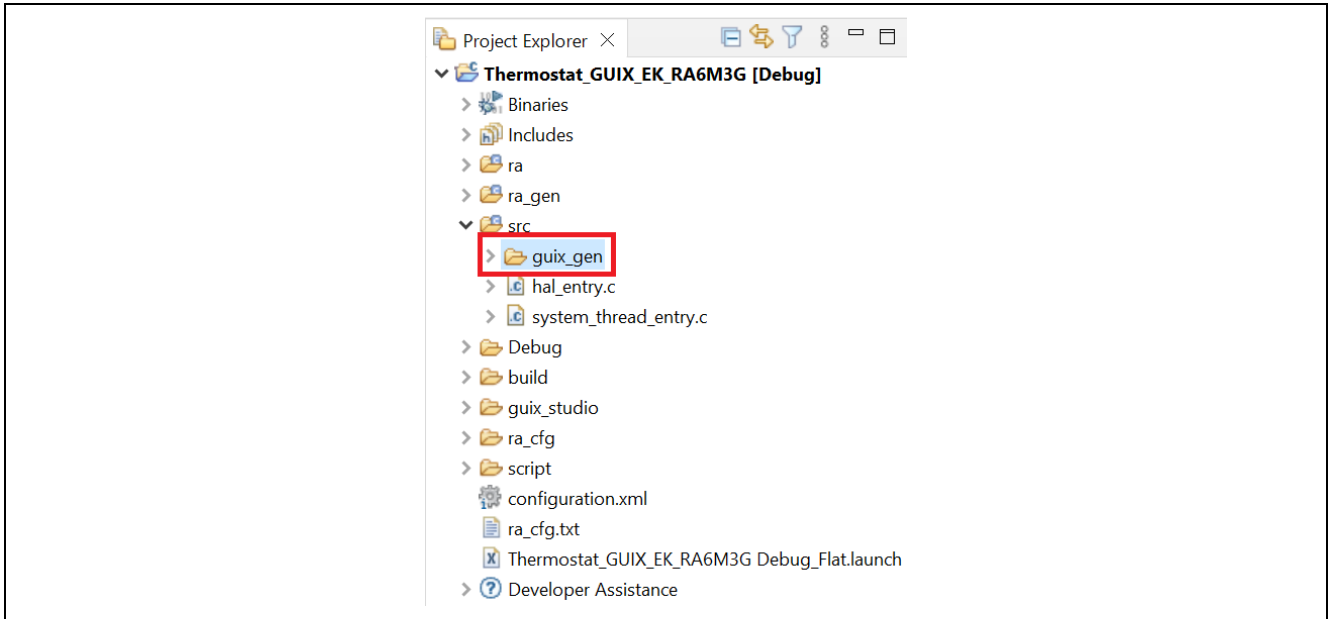 Project Explorer
Thermostat_GUIX_EK_RA6M3G [Debug]
Binaries
Includes
ra
ra_gen
src
guix_gen
hal_entry.c
system_thread_entry.c
Debug
build
guix_studio
ra_cfg
script
configuration.xml
ra_cfg.txt
Thermostat_GUIX_EK_RA6M3G Debug_Flat.launch
Developer Assistance